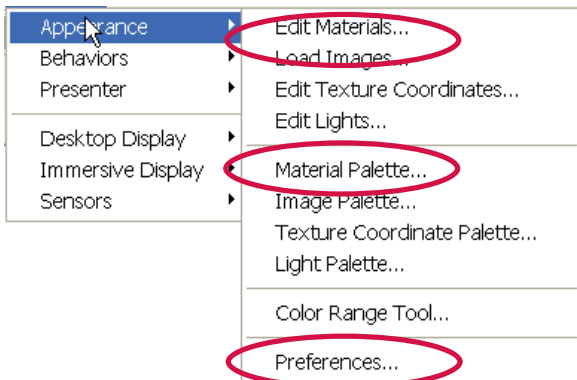 Appearance
Behaviors
Presenter
Desktop Display
Immersive Display
Sensors
Edit Materials...
Load Images...
Edit Texture Coordinates...
Edit Lights...
Material Palette...
Image Palette...
Texture Coordinate Palette...
Light Palette...
Color Range Tool...
Preferences...